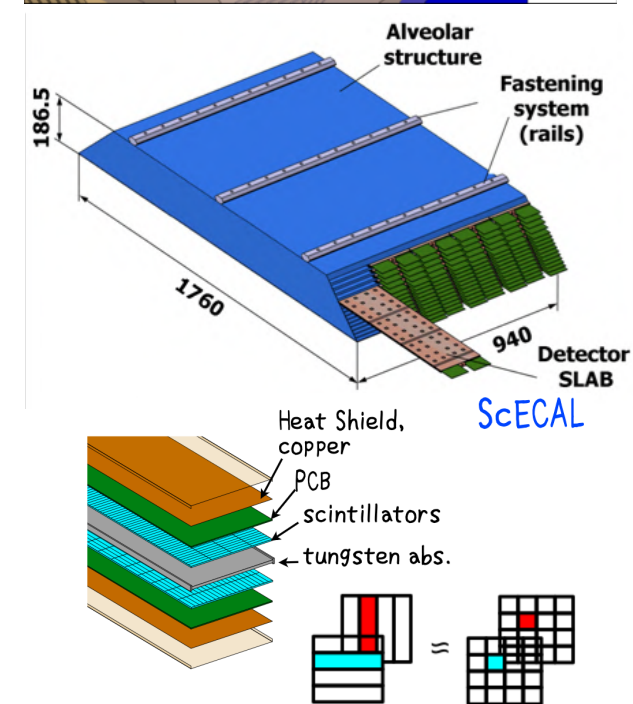 Alveolar
structure
Fastening
system
(rails)
186.5
1760
940
Detector
SLAB
ScECAL
Heat Shield,
copper
PCB
scintillators
tungsten abs.
≈